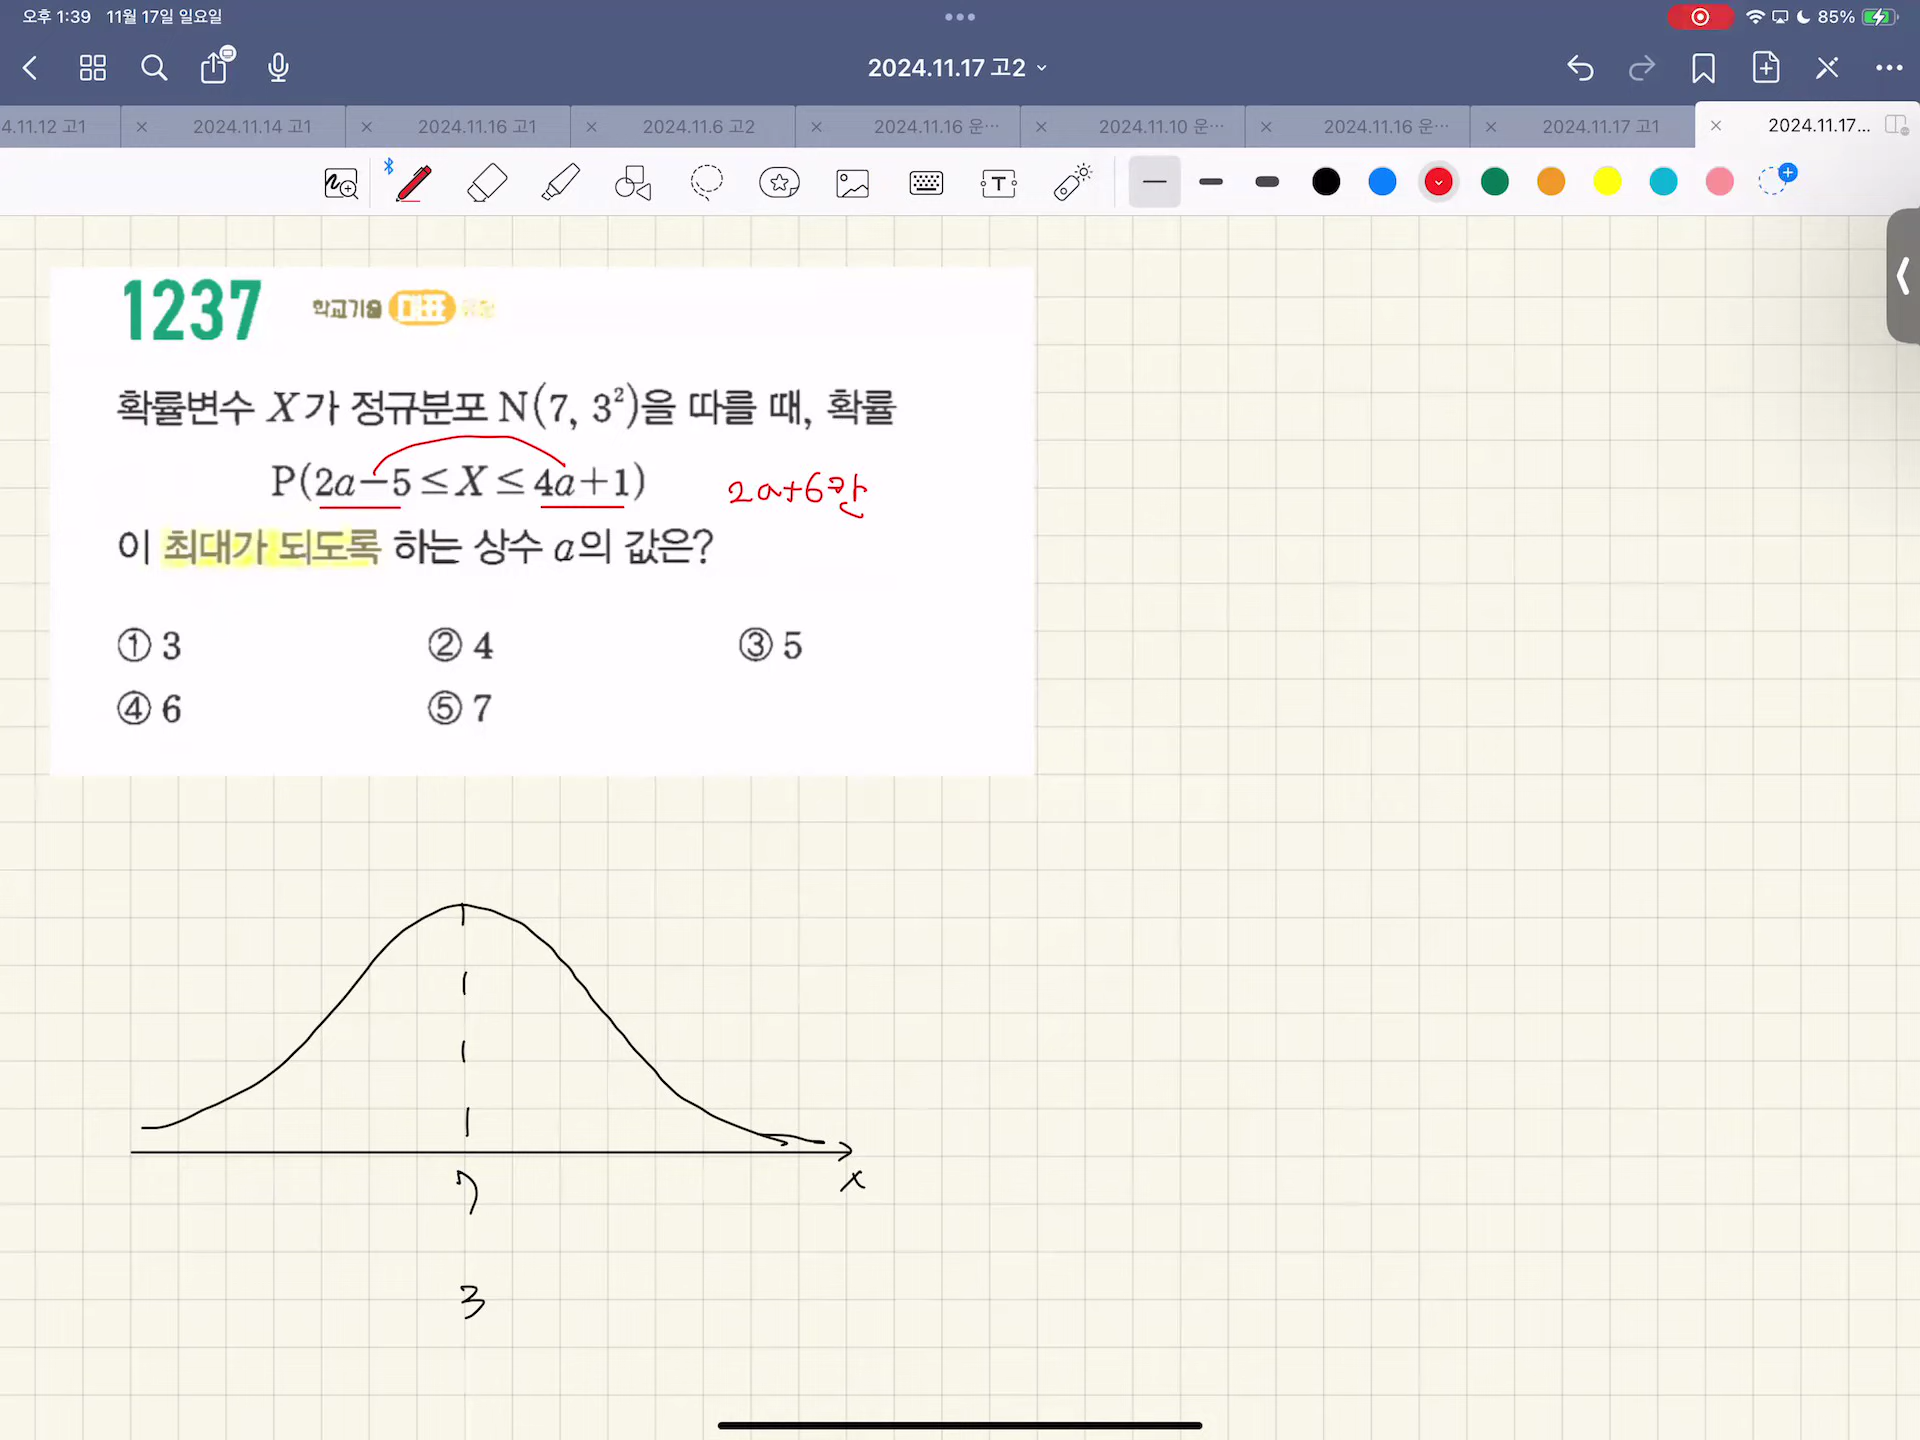 오후 1:39 11월 17일 일요일
85%
2024.11.17 고2
4.11.12 고1
2024.11.14 고1
2024.11.16 고1
2024.11.6 고2
2024.11.16 운…
2024.11.10 운…
2024.11.16 운…
2024.11.17 고1
2024.11.17...
T
1237 학교기출 대표
확률변수 X가 정규분포 N(7, 3²)을 따를 때, 확률
P(2a−5≤X≤4a+1)
2a+6칸
이 최대가 되도록 하는 상수 a의 값은?
① 3 ② 4 ③ 5
④ 6 ⑤ 7
7
x
3